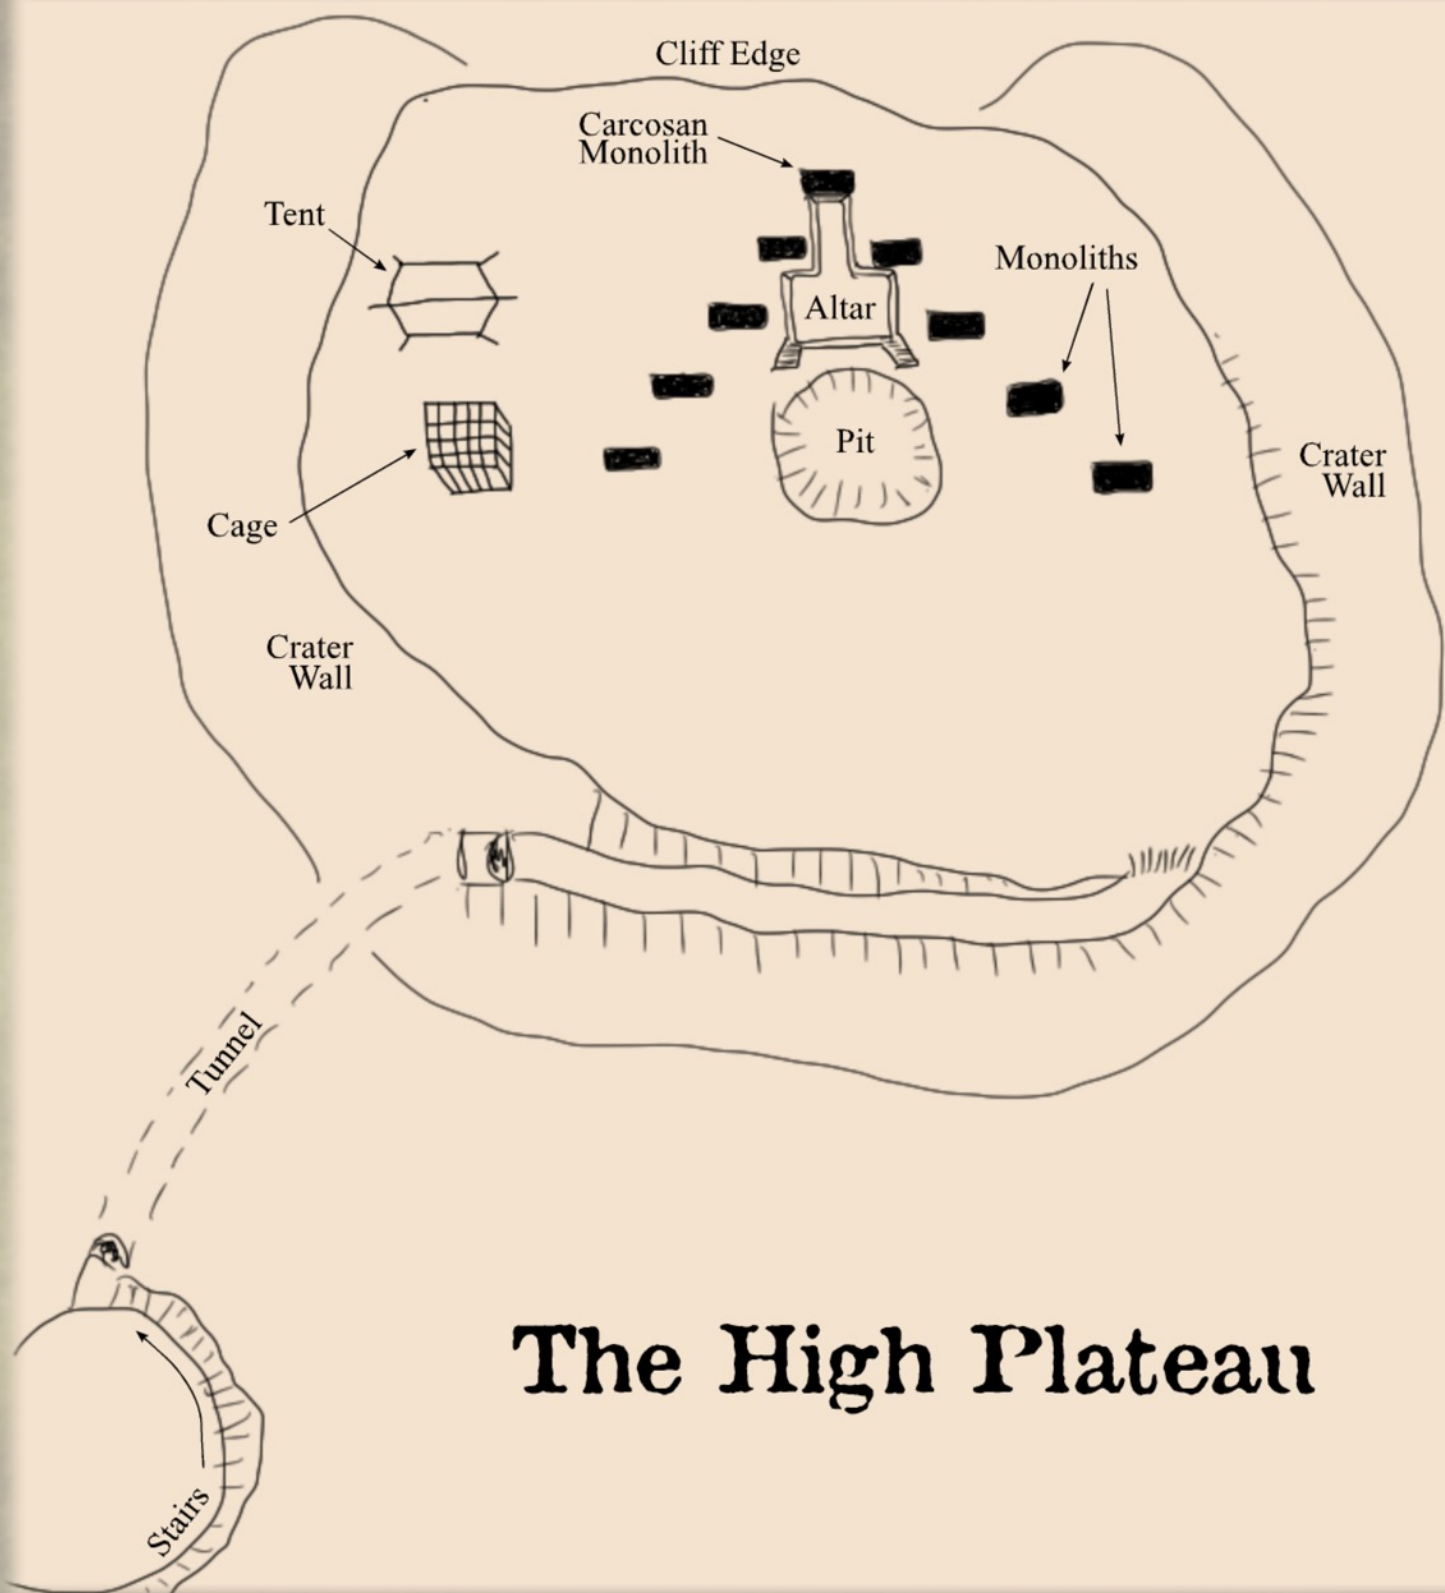 Cliff Edge
Carcosan
Monolith
Tent
Monoliths
Altar
Pit
Crater
Wall
Cage
Crater
Wall
Tunnel
The High Plateau
Stairs